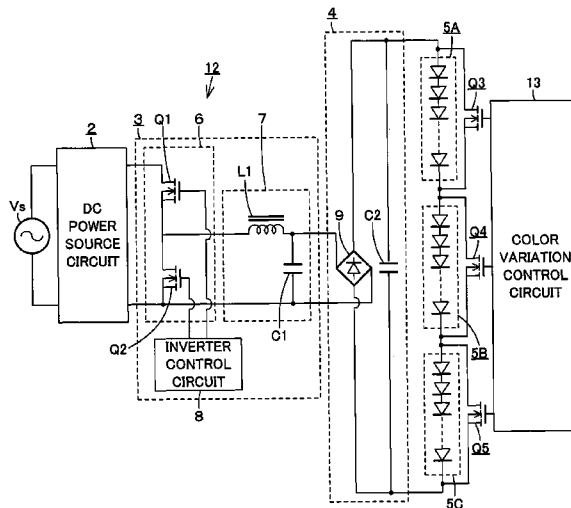 4
5A
12
Q3
13
3
Q1
6
7
2
L1
Vs
DC
POWER
SOURCE
CIRCUIT
9
C2
Q4
COLOR
VARIATION
CONTROL
CIRCUIT
Q2
C1
5B
INVERTER
CONTROL
CIRCUIT
8
Q5
5C